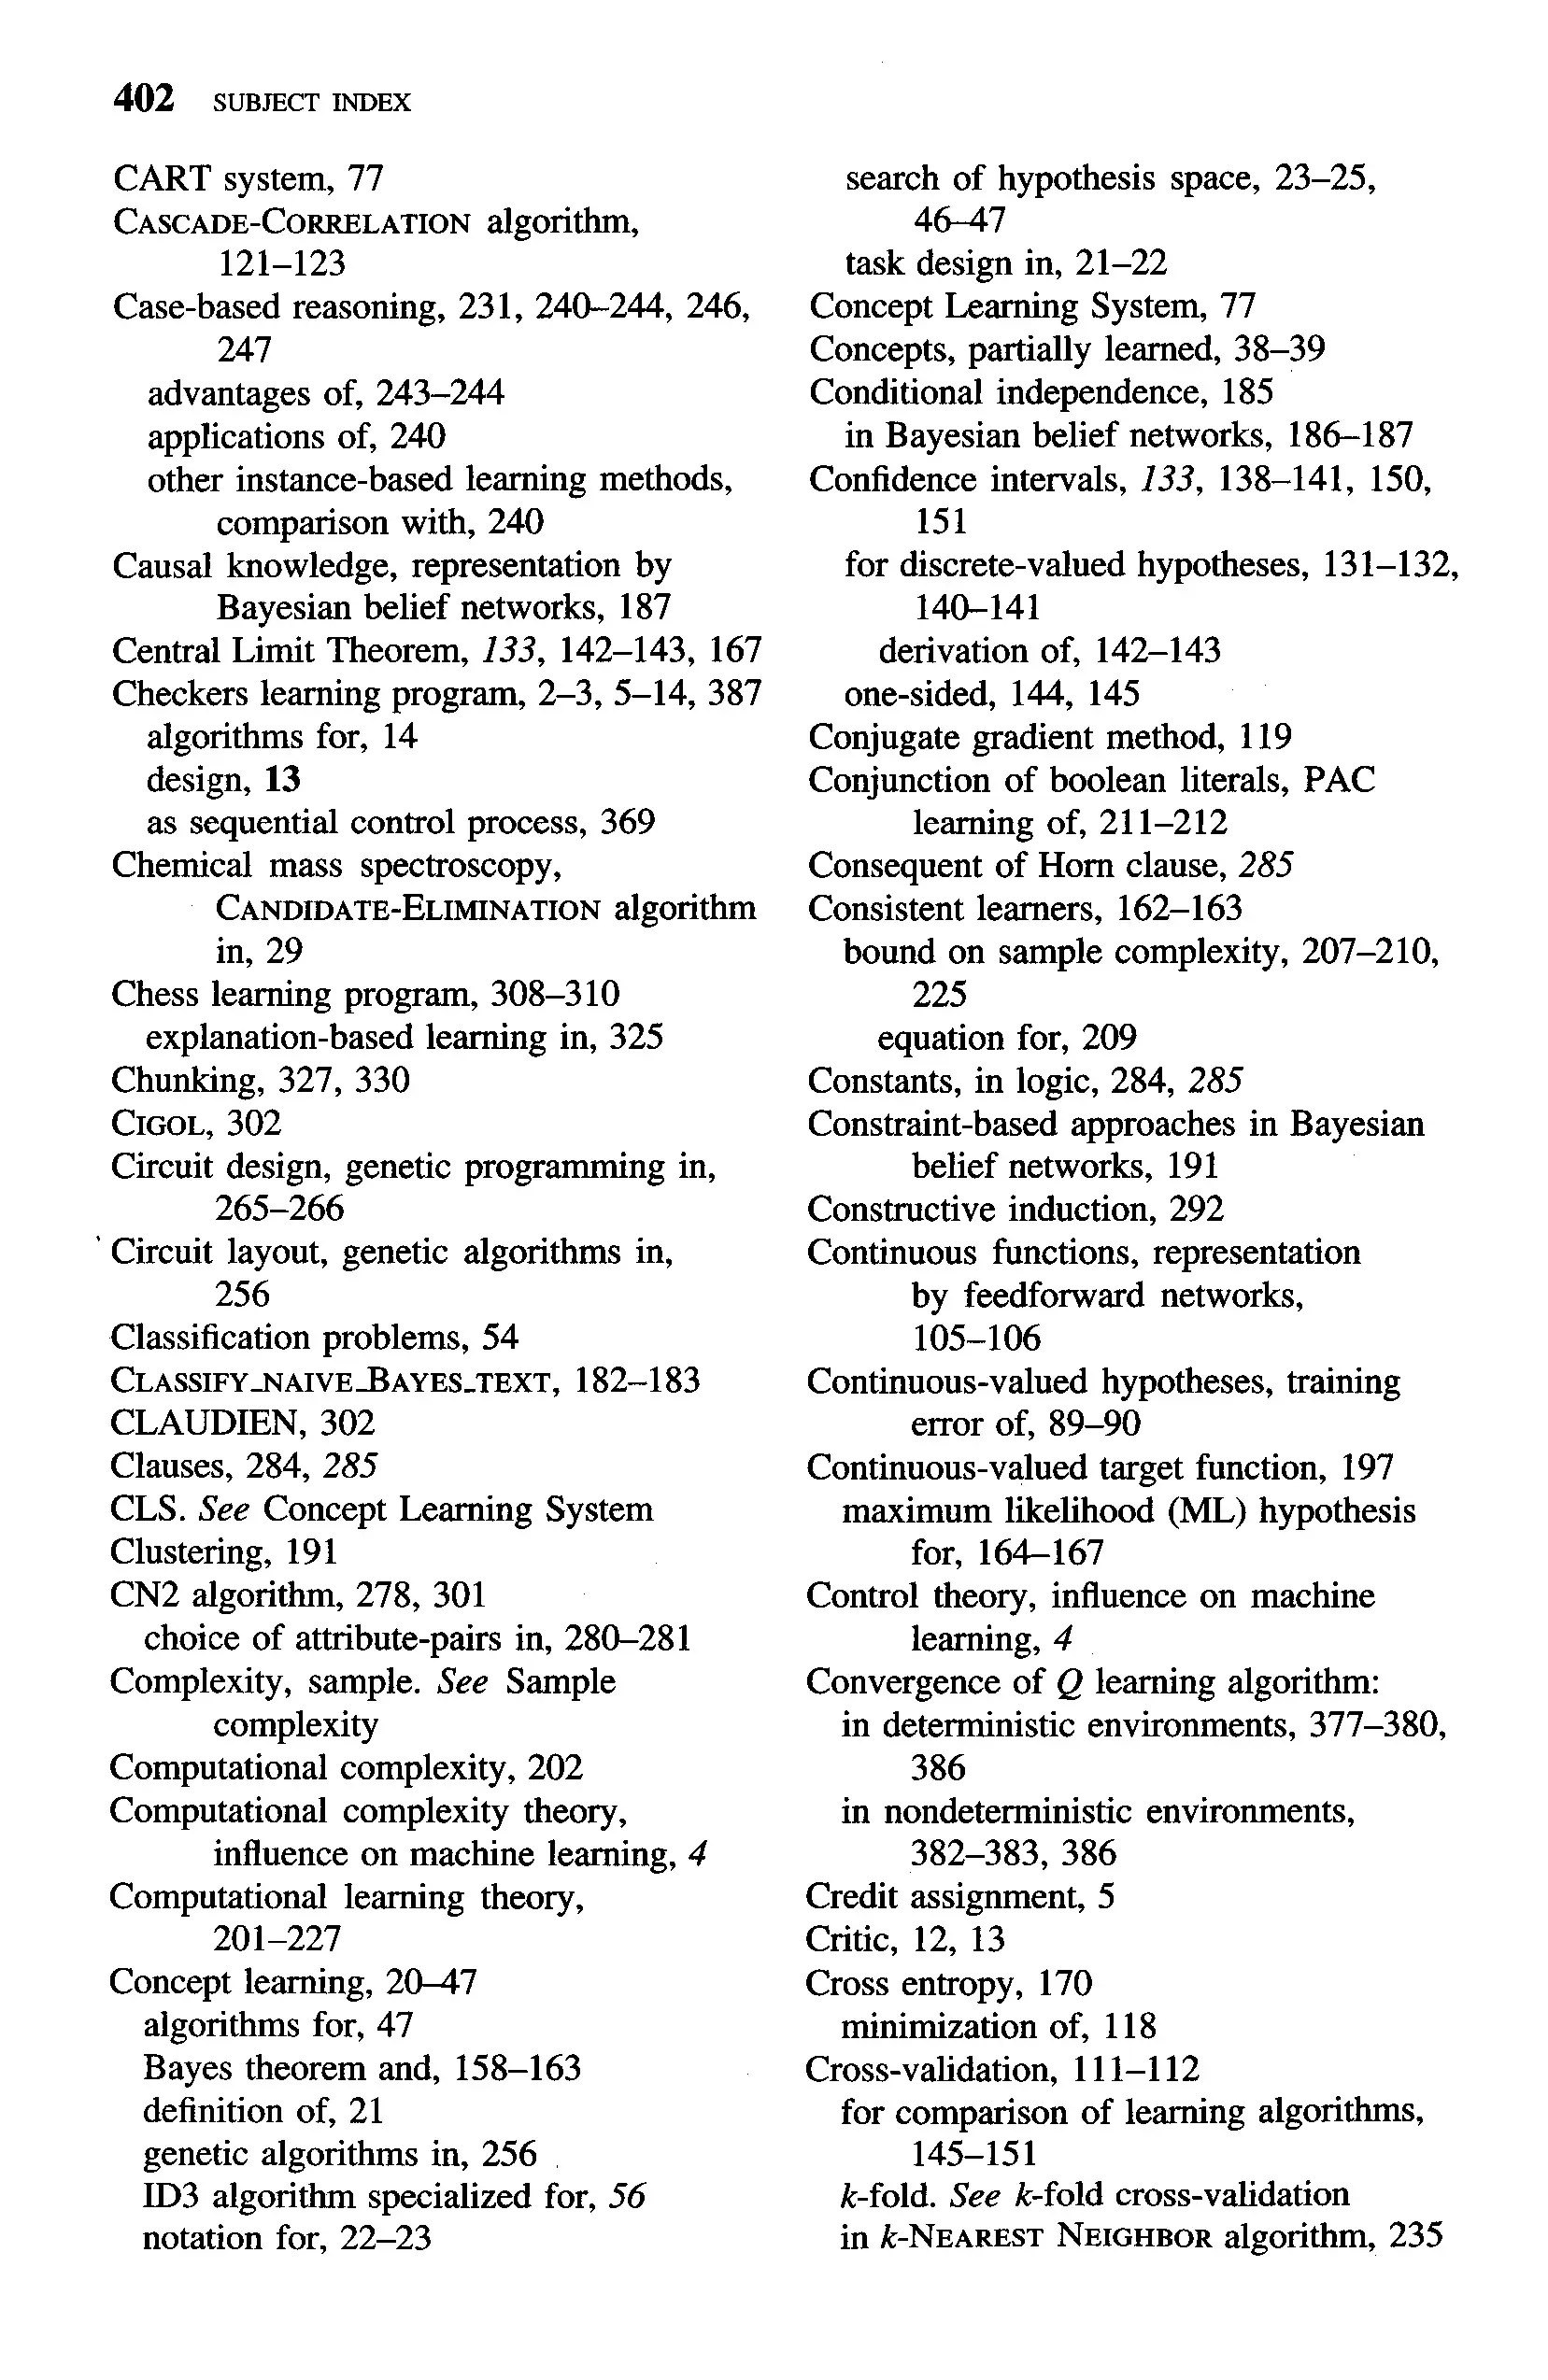 402 SUBJECT INDEX
CART system, 77
CASCADE-CORRELATION algorithm,
121–123
Case-based reasoning, 231, 240–244, 246,
247
advantages of, 243–244
applications of, 240
other instance-based learning methods,
comparison with, 240
Causal knowledge, representation by
Bayesian belief networks, 187
Central Limit Theorem, 133, 142–143, 167
Checkers learning program, 2–3, 5–14, 387
algorithms for, 14
design, 13
as sequential control process, 369
Chemical mass spectroscopy,
CANDIDATE-ELIMINATION algorithm
in, 29
Chess learning program, 308–310
explanation-based learning in, 325
Chunking, 327, 330
CIGOL, 302
Circuit design, genetic programming in,
265–266
Circuit layout, genetic algorithms in,
256
Classification problems, 54
CLASSIFY_NAIVE_BAYES_TEXT, 182–183
CLAUDIEN, 302
Clauses, 284, 285
CLS. See Concept Learning System
Clustering, 191
CN2 algorithm, 278, 301
choice of attribute-pairs in, 280–281
Complexity, sample. See Sample
complexity
Computational complexity, 202
Computational complexity theory,
influence on machine learning, 4
Computational learning theory,
201–227
Concept learning, 20–47
algorithms for, 47
Bayes theorem and, 158–163
definition of, 21
genetic algorithms in, 256
ID3 algorithm specialized for, 56
notation for, 22–23
search of hypothesis space, 23–25,
46–47
task design in, 21–22
Concept Learning System, 77
Concepts, partially learned, 38–39
Conditional independence, 185
in Bayesian belief networks, 186–187
Confidence intervals, 133, 138–141, 150,
151
for discrete-valued hypotheses, 131–132,
140–141
derivation of, 142–143
one-sided, 144, 145
Conjugate gradient method, 119
Conjunction of boolean literals, PAC
learning of, 211–212
Consequent of Horn clause, 285
Consistent learners, 162–163
bound on sample complexity, 207–210,
225
equation for, 209
Constants, in logic, 284, 285
Constraint-based approaches in Bayesian
belief networks, 191
Constructive induction, 292
Continuous functions, representation
by feedforward networks,
105–106
Continuous-valued hypotheses, training
error of, 89–90
Continuous-valued target function, 197
maximum likelihood (ML) hypothesis
for, 164–167
Control theory, influence on machine
learning, 4
Convergence of Q learning algorithm:
in deterministic environments, 377–380,
386
in nondeterministic environments,
382–383, 386
Credit assignment, 5
Critic, 12, 13
Cross entropy, 170
minimization of, 118
Cross-validation, 111–112
for comparison of learning algorithms,
145–151
k-fold. See k-fold cross-validation
in k-NEAREST NEIGHBOR algorithm, 235